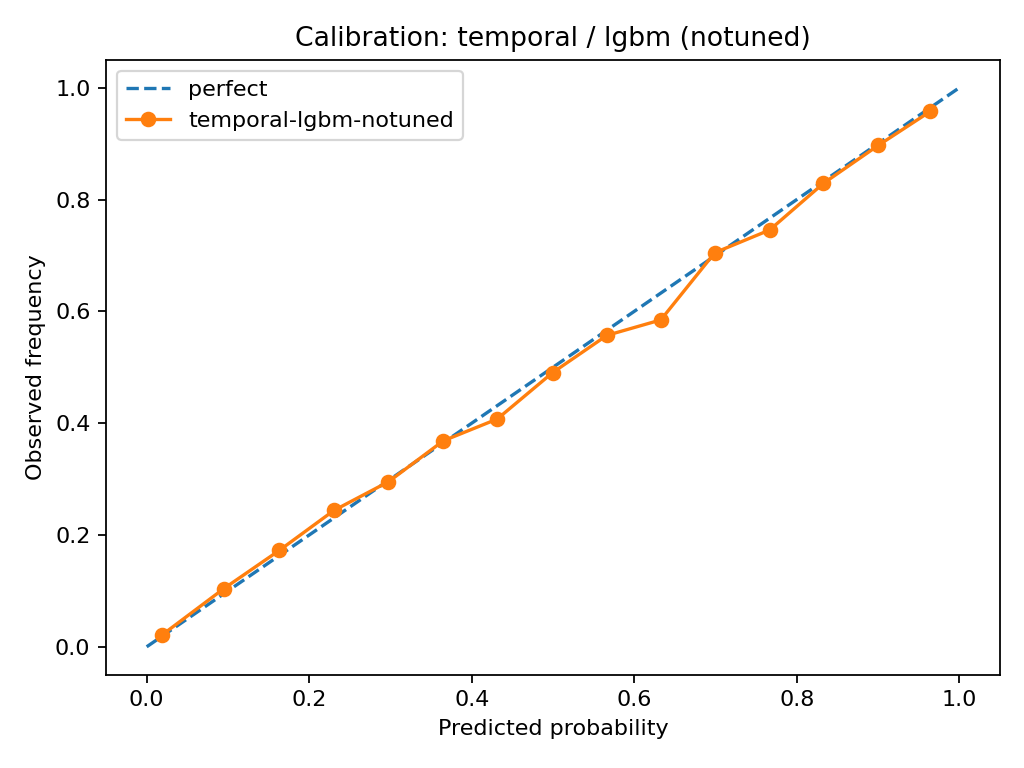 Calibration: temporal / lgbm (notuned)
perfect
temporal-lgbm-notuned
Observed frequency
1.0
0.8
0.6
0.4
0.2
0.0
0.0 0.2 0.4 0.6 0.8 1.0
Predicted probability